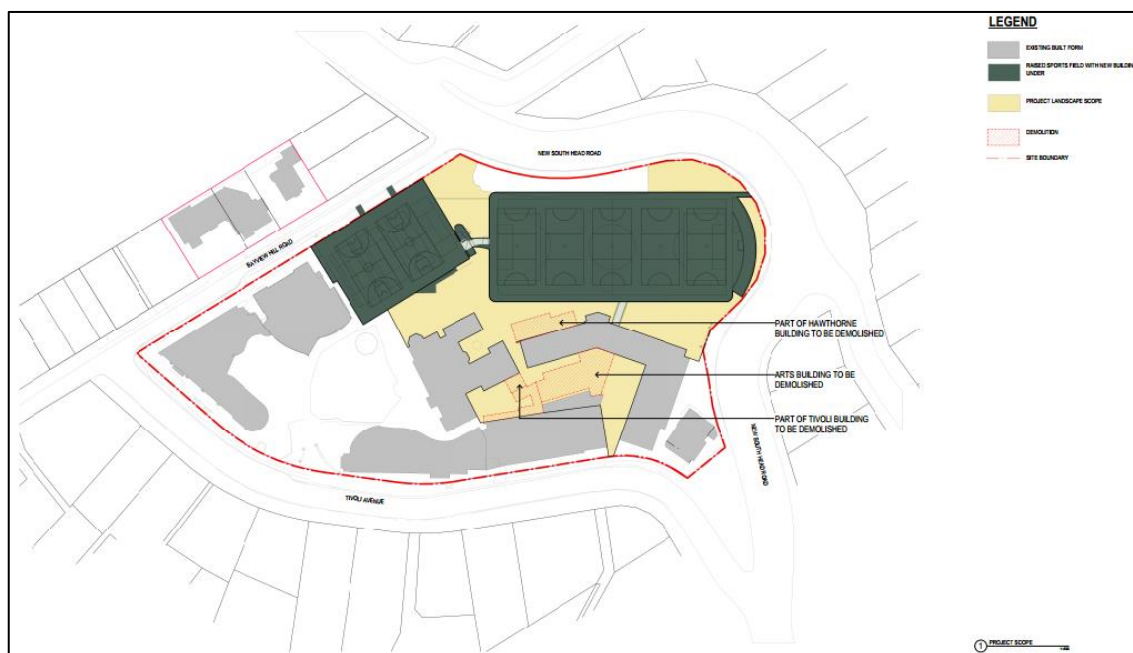 LEGEND
EXISTING BUILT FORM
RAISED SPORTS FIELD WITH NEW BUILDING
UNDER
PROJECT LANDSCAPE SCOPE
DEMOLITION
SITE BOUNDARY
NEW SOUTH HEAD ROAD
BAYVIEW HILL ROAD
PART OF HAWTHORNE
BUILDING TO BE DEMOLISHED
ARTS BUILDING TO BE
DEMOLISHED
PART OF TIVOLI BUILDING
TO BE DEMOLISHED
NEW SOUTH HEAD ROAD
TIVOLI AVENUE
1 PROJECT SCOPE